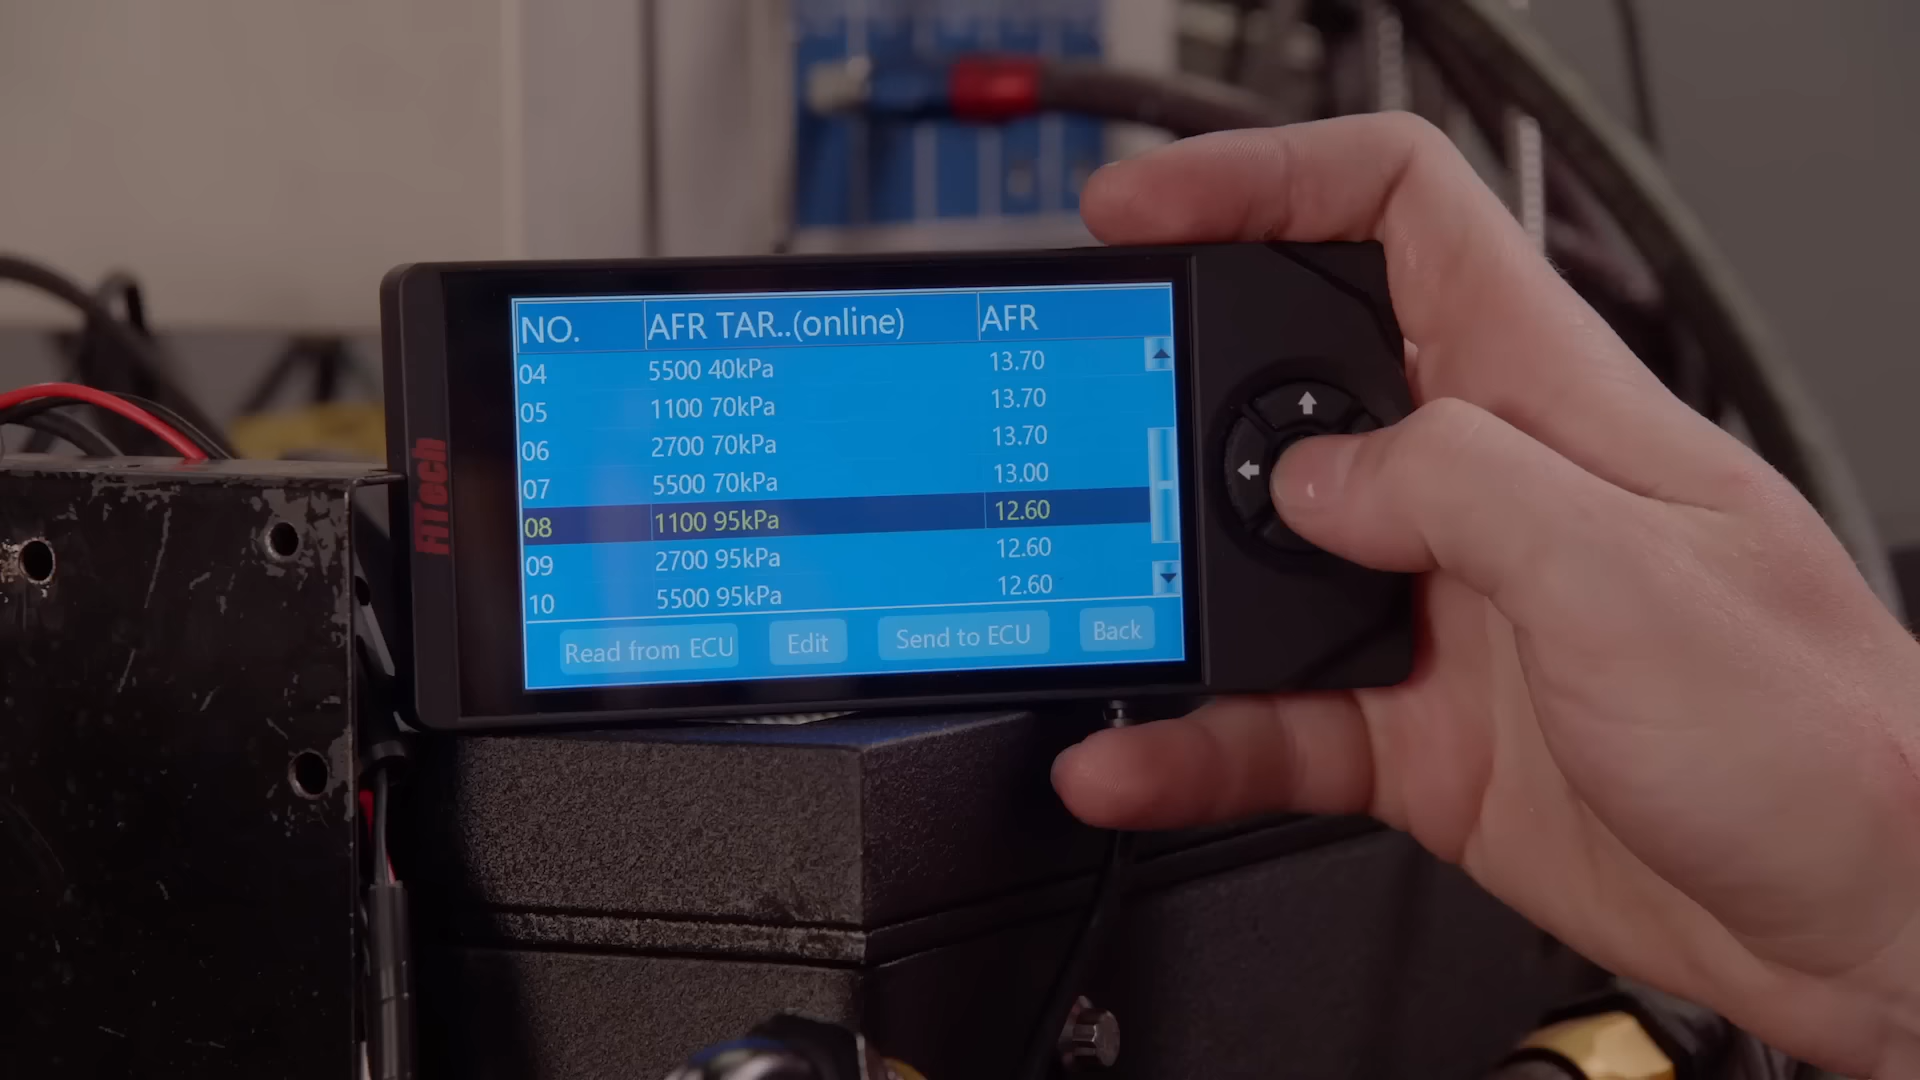 FiTech
NO. AFR TAR..(online) AFR
04 5500 40kPa 13.70
05 1100 70kPa 13.70
06 2700 70kPa 13.70
07 5500 70kPa 13.00
08 1100 95kPa 12.60
09 2700 95kPa 12.60
10 5500 95kPa 12.60
Read from ECU Edit Send to ECU Back